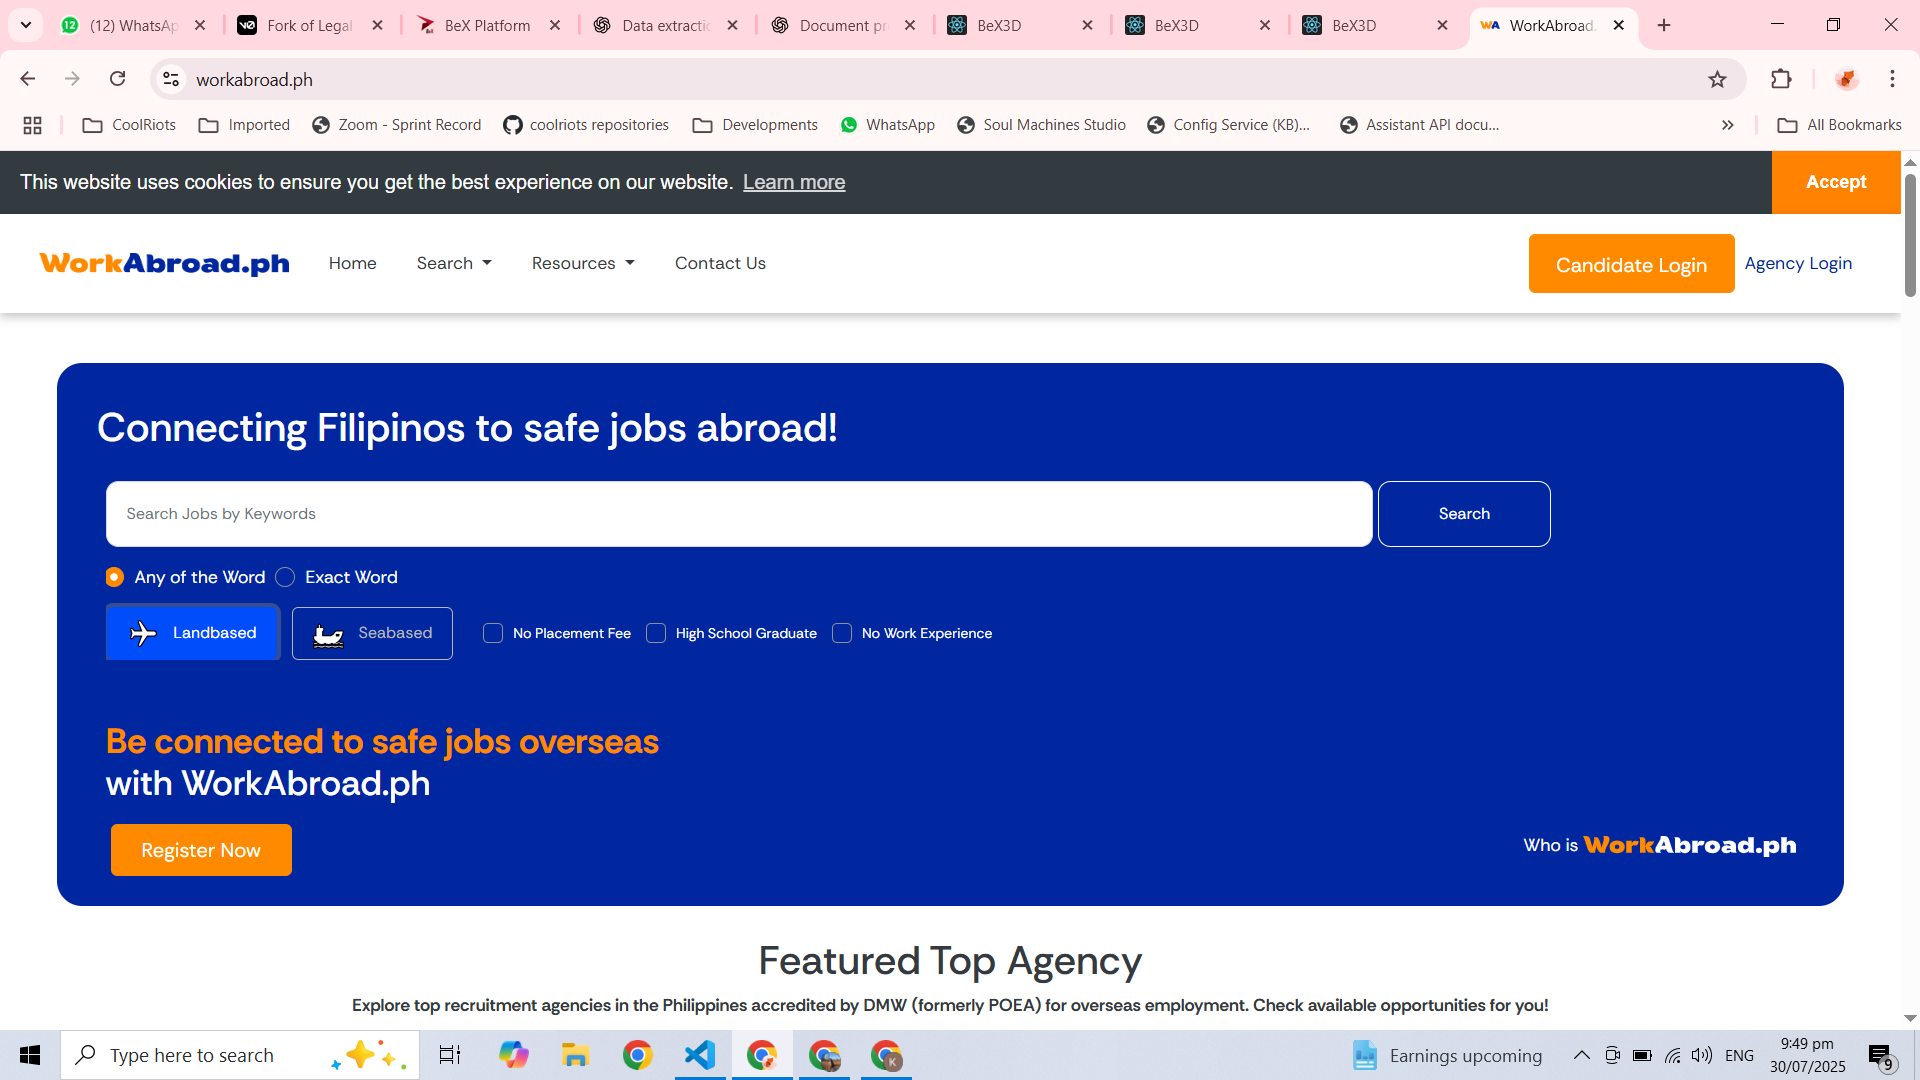 (12) WhatsAp
Fork of Legal
BeX Platform
Data extractio
Document pr
BeX3D
BeX3D
BeX3D
WorkAbroad.
workabroad.ph
CoolRiots
Imported
Zoom - Sprint Record
coolriots repositories
Developments
WhatsApp
Soul Machines Studio
Config Service (KB)...
Assistant API docu...
All Bookmarks
This website uses cookies to ensure you get the best experience on our website. Learn more
Accept
WorkAbroad.ph
Home
Search
Resources
Contact Us
Candidate Login
Agency Login
Connecting Filipinos to safe jobs abroad!
Search Jobs by Keywords
Search
Any of the Word
Exact Word
Landbased
Seabased
No Placement Fee
High School Graduate
No Work Experience
Be connected to safe jobs overseas
with WorkAbroad.ph
Register Now
Who is WorkAbroad.ph
Featured Top Agency
Explore top recruitment agencies in the Philippines accredited by DMW (formerly POEA) for overseas employment. Check available opportunities for you!
Type here to search
Earnings upcoming
ENG
9:49 pm
30/07/2025
9